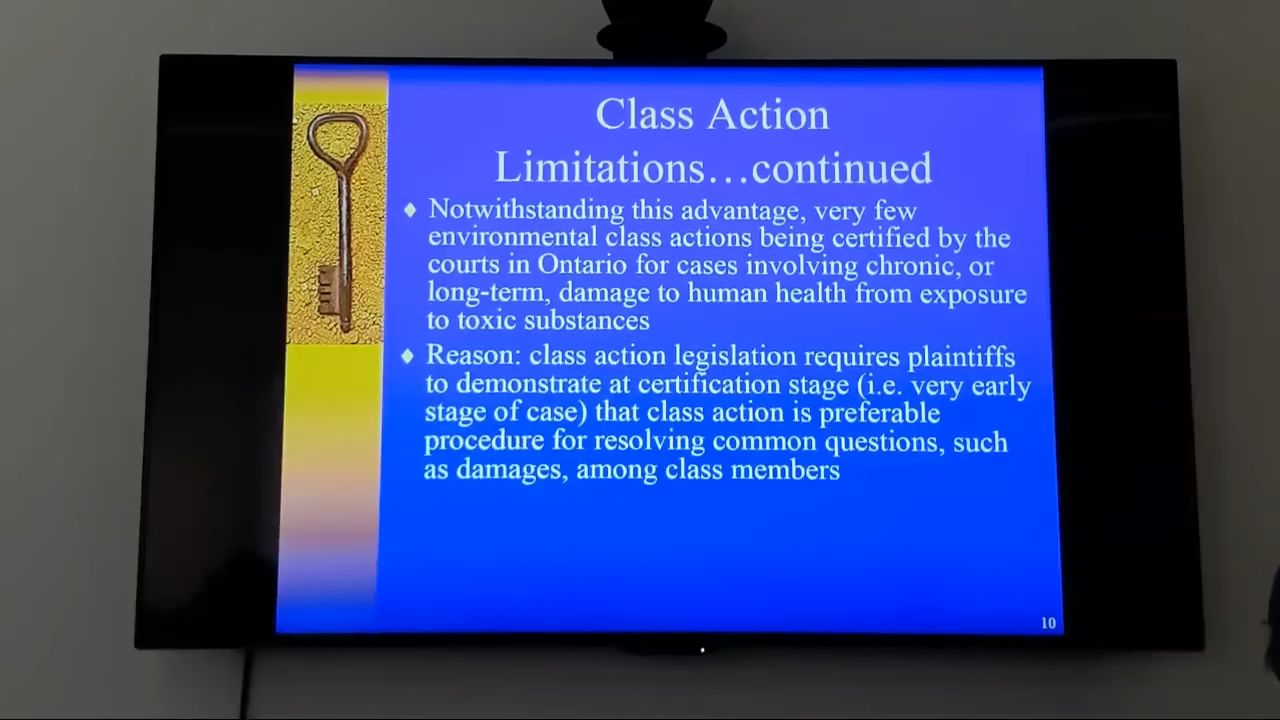 Class Action
Limitations…continued
♦ Notwithstanding this advantage, very few
environmental class actions being certified by the
courts in Ontario for cases involving chronic, or
long-term, damage to human health from exposure
to toxic substances
♦ Reason: class action legislation requires plaintiffs
to demonstrate at certification stage (i.e. very early
stage of case) that class action is preferable
procedure for resolving common questions, such
as damages, among class members
10